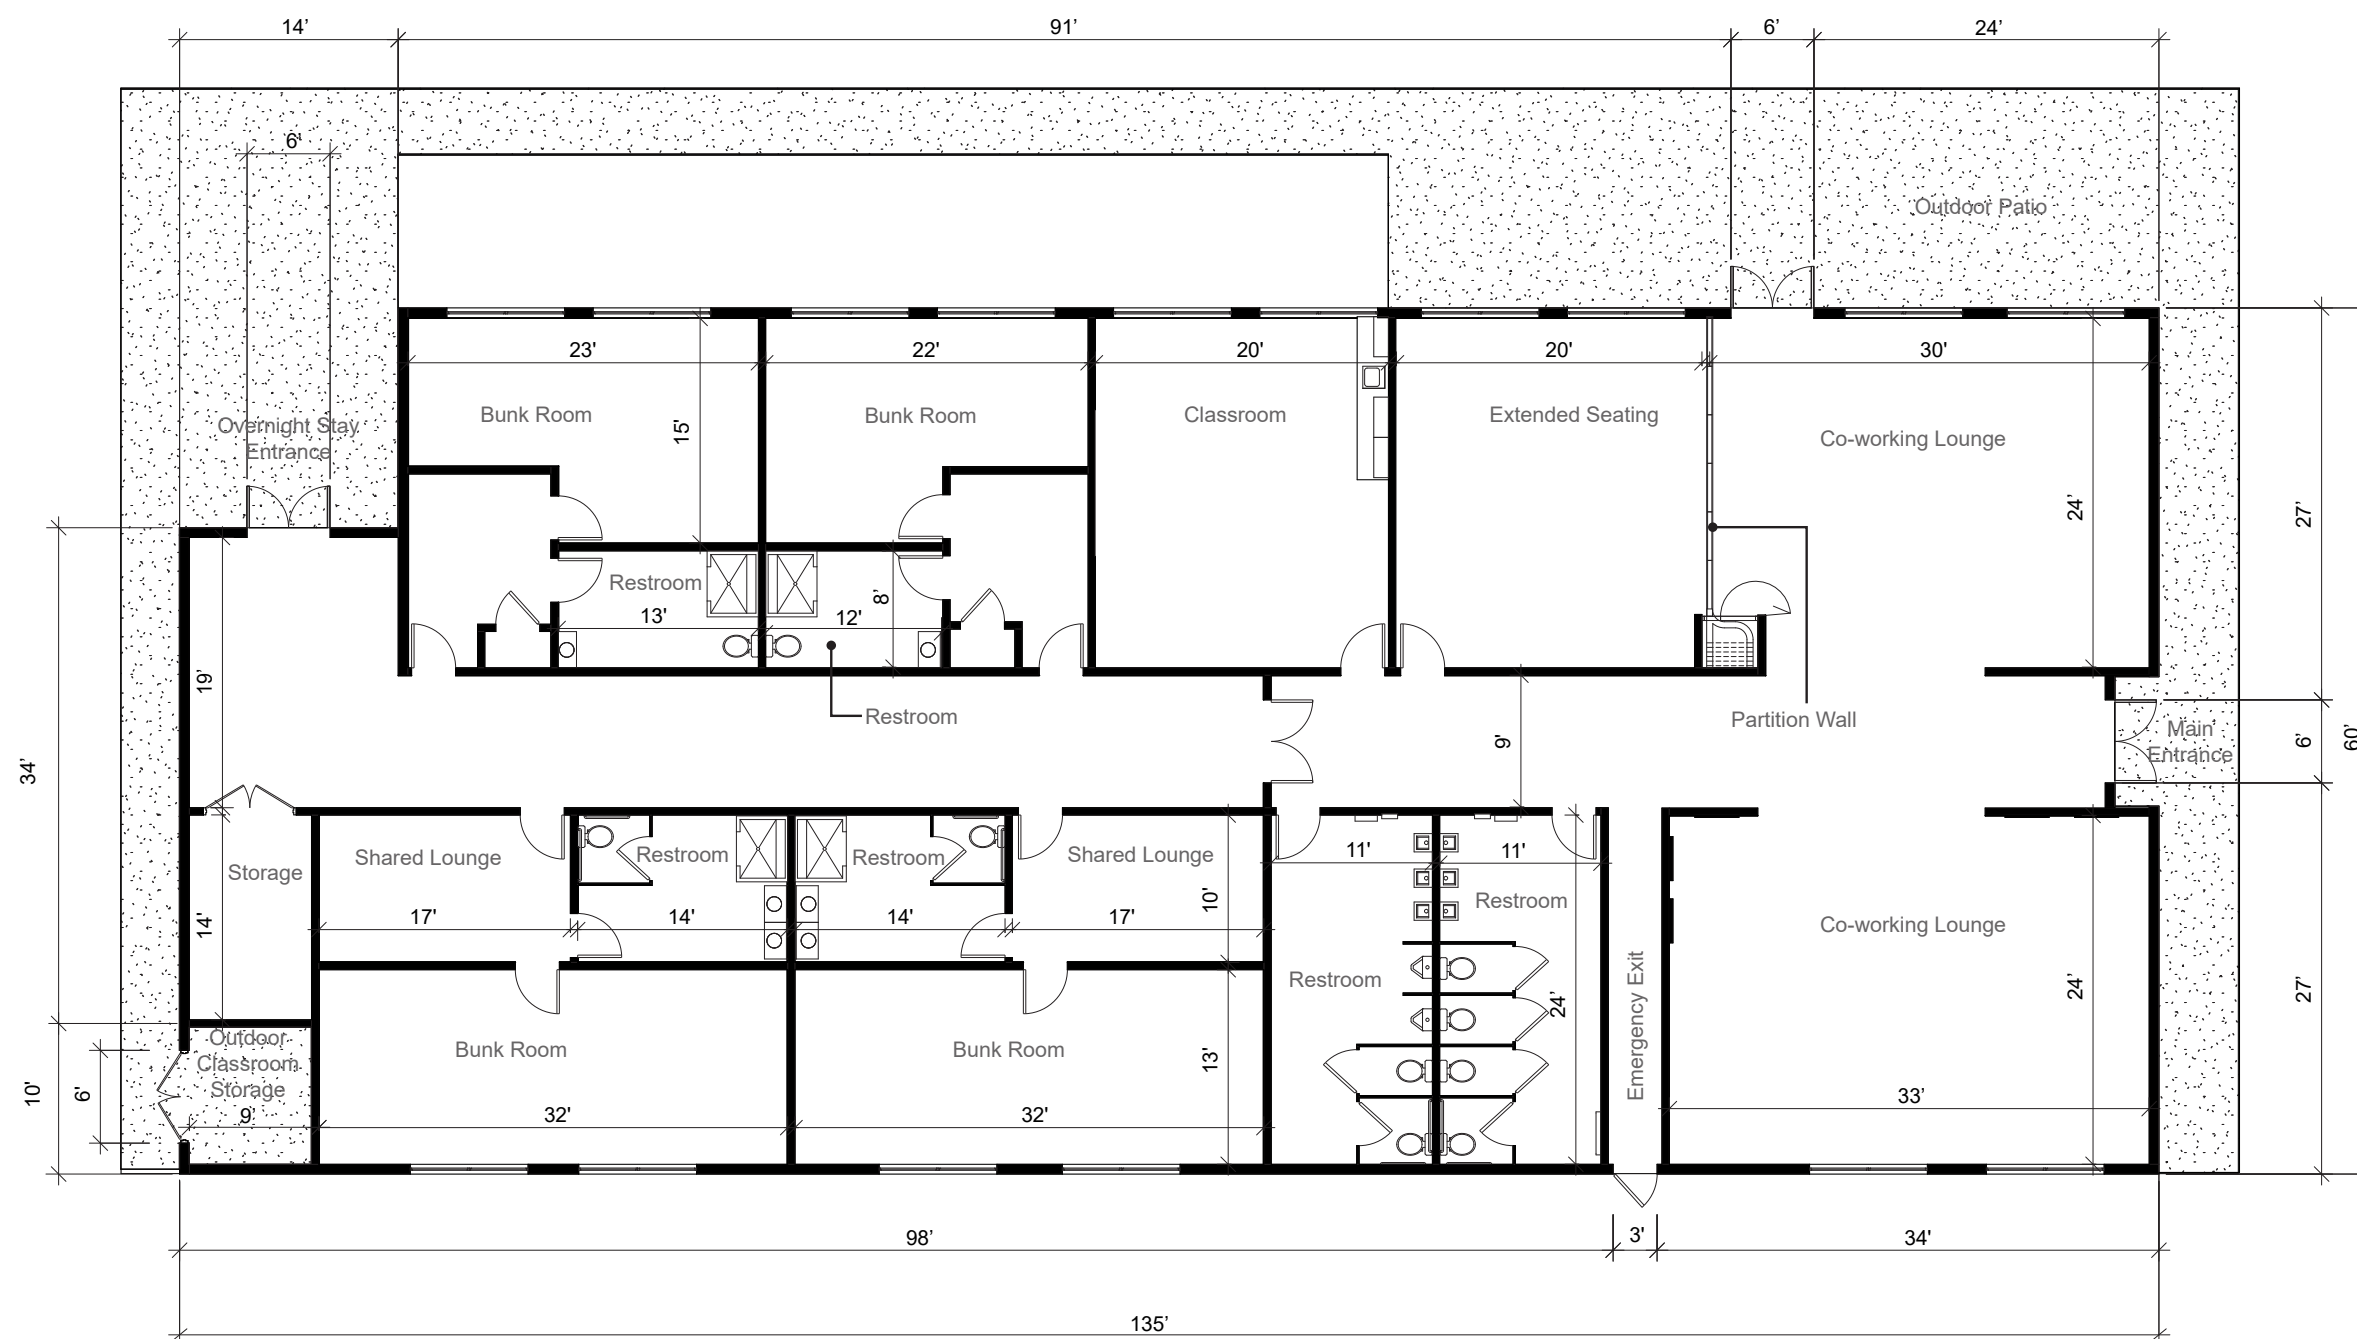 14’
91’
6’
24’
6'
Outdoor Patio
23'
22'
20'
20'
30'
Bunk Room
Bunk Room
Classroom
Extended Seating
Co-working Lounge
Overnight Stay
Entrance
15'
24’
27’
Restroom
13'
12'
8’
19’
Restroom
Partition Wall
9’
Main
Entrance
6’
60’
34’
Storage
Shared Lounge
Restroom
Restroom
Shared Lounge
11'
11'
Restroom
14’
17'
14'
14'
17'
10'
Co-working Lounge
Restroom
Emergency Exit
24’
24’
27’
Outdoor
Classroom
Storage
Bunk Room
Bunk Room
13'
10'
6’
9'
32'
32'
33’
98’
3'
34'
135’